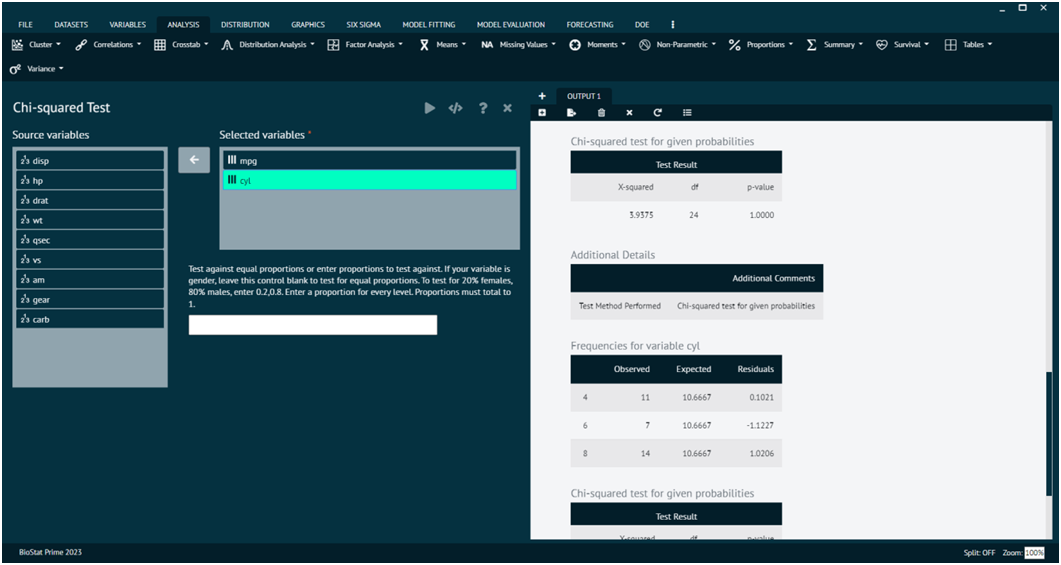 FILE DATASETS VARIABLES ANALYSIS DISTRIBUTION GRAPHICS SIX SIGMA MODEL FITTING MODEL EVALUATION FORECASTING DOE
Cluster Correlations Crosstab Distribution Analysis Factor Analysis Means NA Missing Values Moments Non-Parametric Proportions Summary Survival Tables
Variance
Chi-squared Test
Source variables
disp
hp
drat
wt
qsec
vs
am
gear
carb
Selected variables *
mpg
cyl
Test against equal proportions or enter proportions to test against. If your variable is
gender, leave this control blank to test for equal proportions. To test for 20% females,
80% males, enter 0.2,0.8. Enter a proportion for every level. Proportions must total to
1.
OUTPUT 1
Chi-squared test for given probabilities
Test Result
X-squared df p-value
3.9375 24 1.0000
Additional Details
Additional Comments
Test Method Performed Chi-squared test for given probabilities
Frequencies for variable cyl
Observed Expected Residuals
4 11 10.6667 0.1021
6 7 10.6667 -1.1227
8 14 10.6667 1.0206
Chi-squared test for given probabilities
Test Result
X-squared df p-value
BioStat Prime 2023
Split: OFF Zoom: 100%